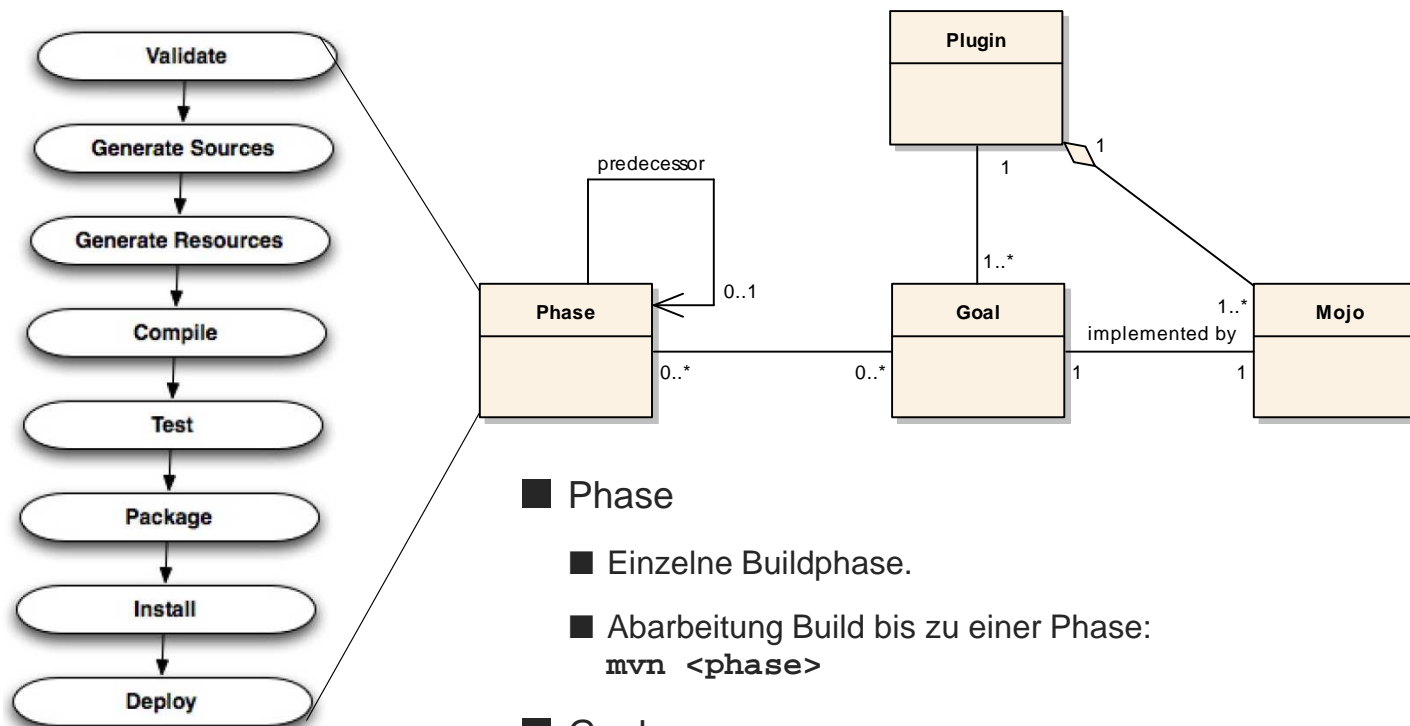 Validate
Generate Sources
Generate Resources
Compile
Test
Package
Install
Deploy
Plugin
1
1
predecessor
0..1
1..*
Phase
Goal
1..*
Mojo
implemented by
0..*
0..*
1
1
Phase
Einzelne Buildphase.
Abarbeitung Build bis zu einer Phase:
mvn <phase>